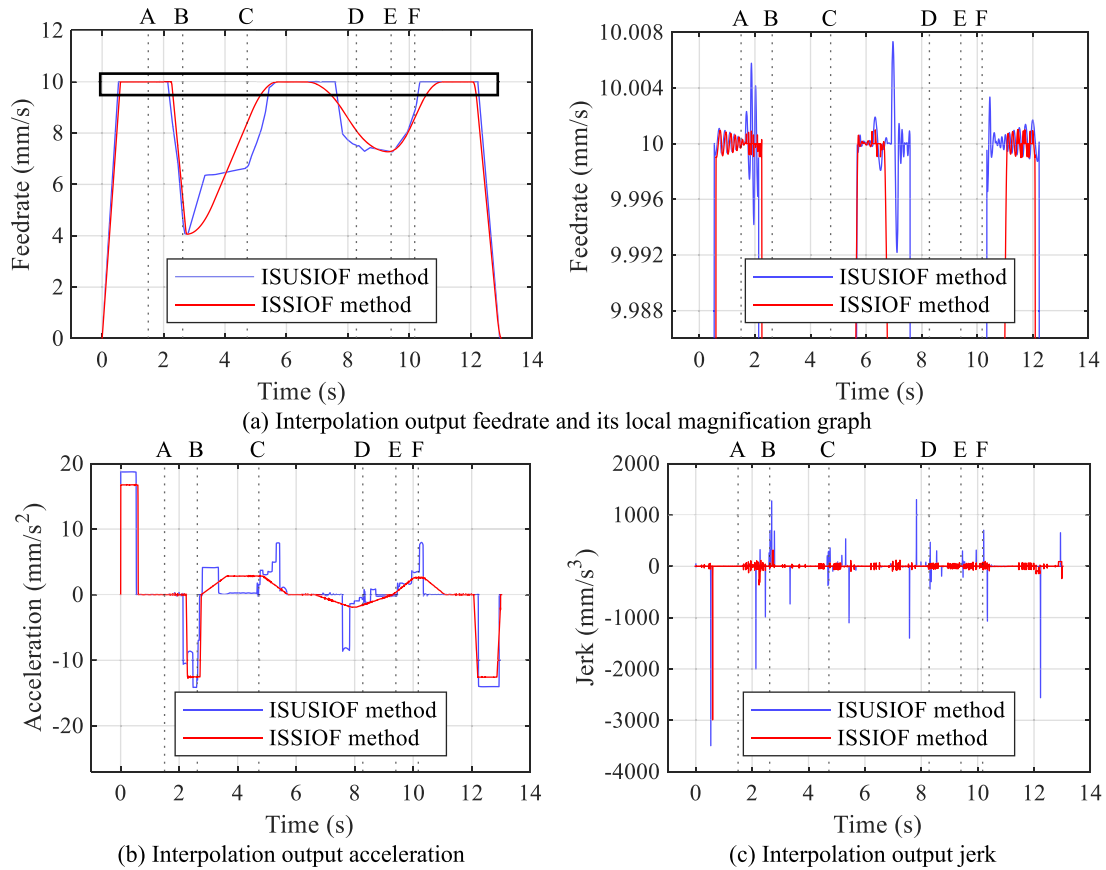 A B C D E F
12
10
8
6
4
2
0
Feedrate (mm/s)
ISUSIOF method
ISSIOF method
0 2 4 6 8 10 12 14
Time (s)
A B C D E F
10.008
10.004
10
9.996
9.992
9.988
Feedrate (mm/s)
ISUSIOF method
ISSIOF method
0 2 4 6 8 10 12 14
Time (s)
(a) Interpolation output feedrate and its local magnification graph
A B C D E F
20
10
0
-10
-20
Acceleration (mm/s²)
ISUSIOF method
ISSIOF method
0 2 4 6 8 10 12 14
Time (s)
(b) Interpolation output acceleration
A B C D E F
2000
1000
0
-1000
-2000
-3000
-4000
Jerk (mm/s³)
ISUSIOF method
ISSIOF method
0 2 4 6 8 10 12 14
Time (s)
(c) Interpolation output jerk